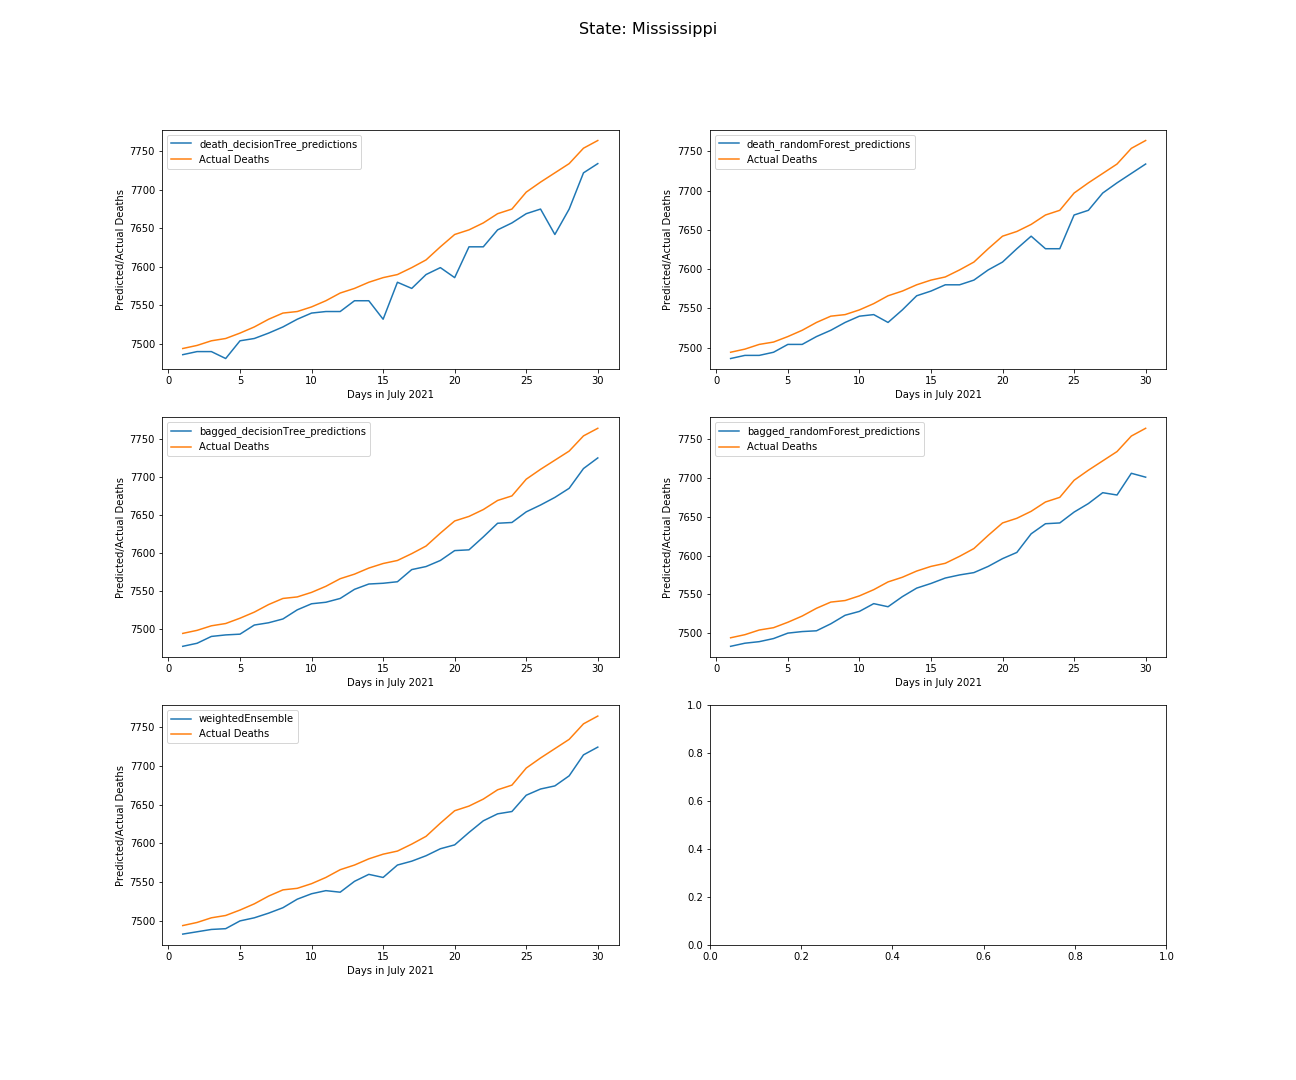 State: Mississippi
death_decisionTree_predictions
Actual Deaths
Predicted/Actual Deaths
7750
7700
7650
7600
7550
7500
0 5 10 15 20 25 30
Days in July 2021
death_randomForest_predictions
Actual Deaths
Predicted/Actual Deaths
7750
7700
7650
7600
7550
7500
0 5 10 15 20 25 30
Days in July 2021
bagged_decisionTree_predictions
Actual Deaths
Predicted/Actual Deaths
7750
7700
7650
7600
7550
7500
0 5 10 15 20 25 30
Days in July 2021
bagged_randomForest_predictions
Actual Deaths
Predicted/Actual Deaths
7750
7700
7650
7600
7550
7500
0 5 10 15 20 25 30
Days in July 2021
weightedEnsemble
Actual Deaths
Predicted/Actual Deaths
7750
7700
7650
7600
7550
7500
0 5 10 15 20 25 30
Days in July 2021
1.0
0.8
0.6
0.4
0.2
0.0
0.0 0.2 0.4 0.6 0.8 1.0